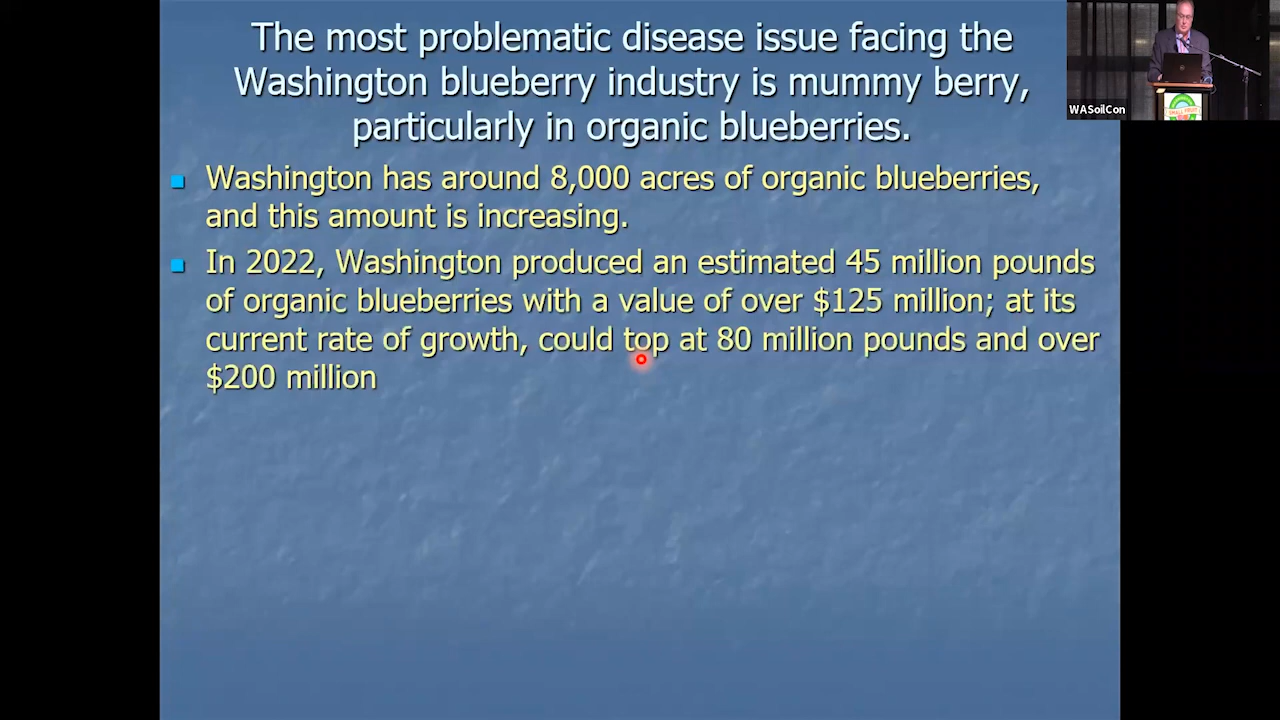 The most problematic disease issue facing the
Washington blueberry industry is mummy berry,
particularly in organic blueberries.
WASoilCon
Washington has around 8,000 acres of organic blueberries,
and this amount is increasing.
In 2022, Washington produced an estimated 45 million pounds
of organic blueberries with a value of over $125 million; at its
current rate of growth, could top at 80 million pounds and over
$200 million